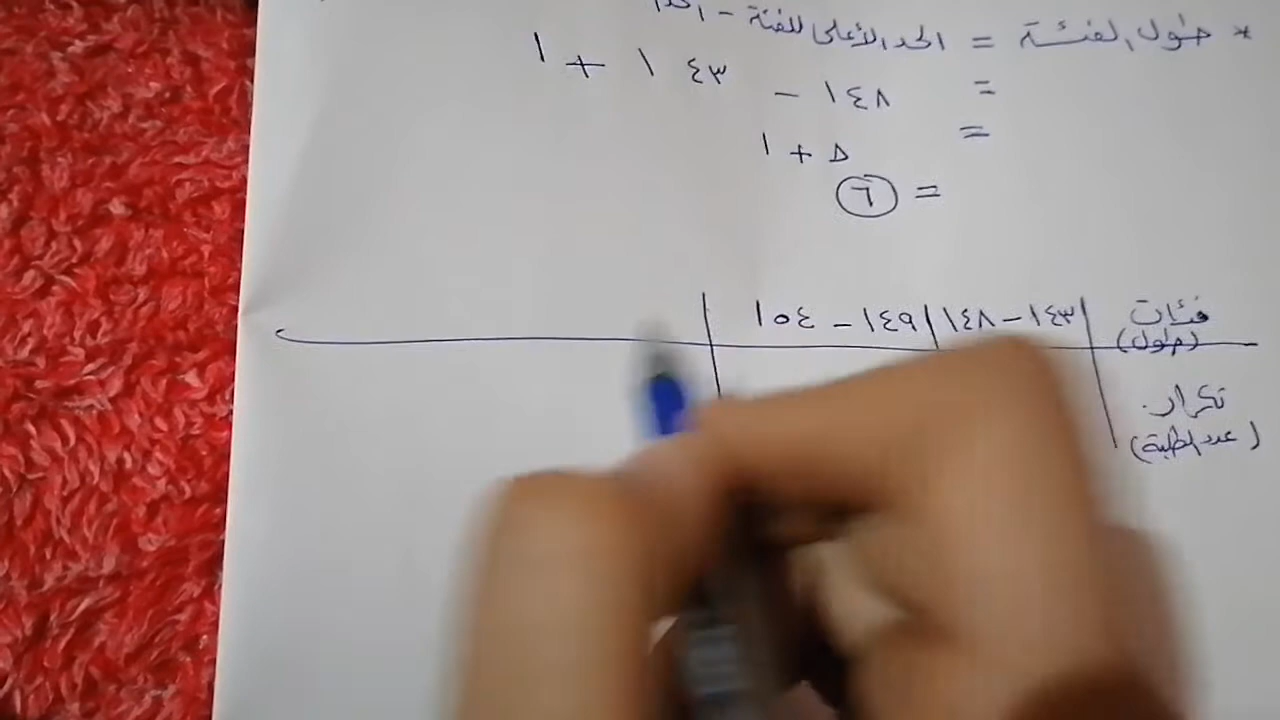 * طول الفئة = الحد الأعلى للفئة -
= ١٤٨ - ١٤٣ + ١
= ٥ + ١
= ٦
فئات (طول) | ١٤٣ - ١٤٨ | ١٤٩ - ١٥٤ |
تكرار (عدد الطلبة)